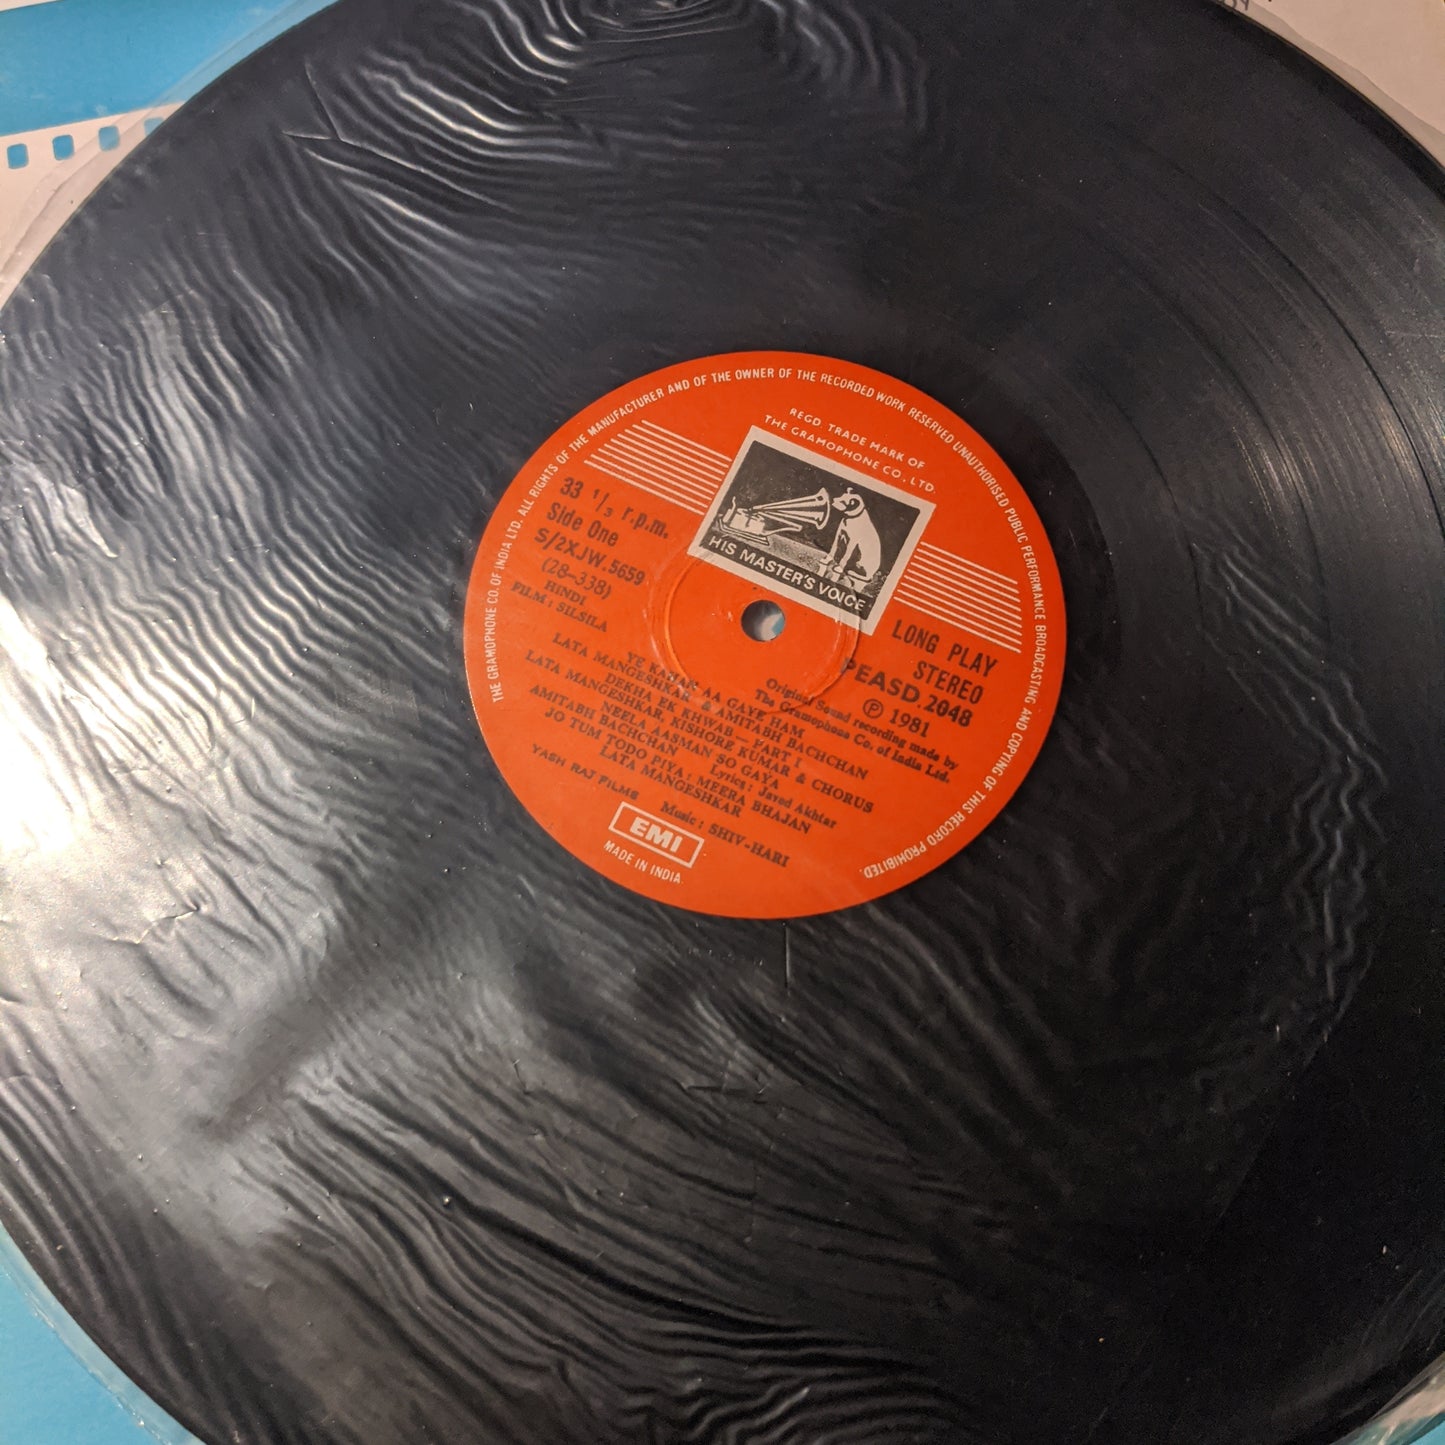 THE GRAMOPHONE CO. OF INDIA LTD. ALL RIGHTS OF THE MANUFACTURER AND OF THE OWNER OF THE RECORDED WORK RESERVED UNAUTHORISED PUBLIC PERFORMANCE BROADCASTING AND COPYING OF THIS RECORD PROHIBITED.
REGD. TRADE MARK OF
THE GRAMOPHONE CO. LTD.
HIS MASTER'S VOICE
33 1/3 r.p.m.
Side One
S/2XJW.5659
(28-338)
HINDI
FILM: SILSILA
LONG PLAY
STEREO
PEASD.2048
Ⓟ 1981
Original Sound recording made by
The Gramophone Co. of India Ltd.
YE KAHAN AA GAYE HAM
LATA MANGESHKAR & AMITABH BACHCHAN
DEKHA EK KHWAB — PART I
LATA MANGESHKAR, KISHORE KUMAR & CHORUS
NEELA AASMAN SO GAYA
AMITABH BACHCHAN Lyrics: Javed Akhtar
JO TUM TODO PIYA: MEERA BHAJAN
LATA MANGESHKAR
YASH RAJ FILMS Music: SHIV-HARI
EMI
MADE IN INDIA.